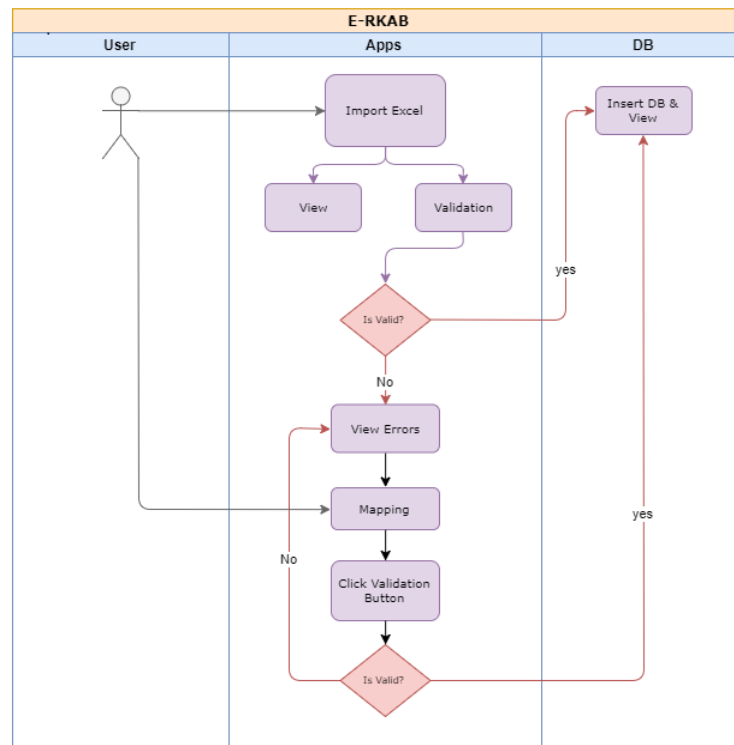 E-RKAB
User
Apps
DB
Import Excel
Insert DB &
View
View
Validation
yes
Is Valid?
No
View Errors
Mapping
yes
No
Click Validation
Button
Is Valid?